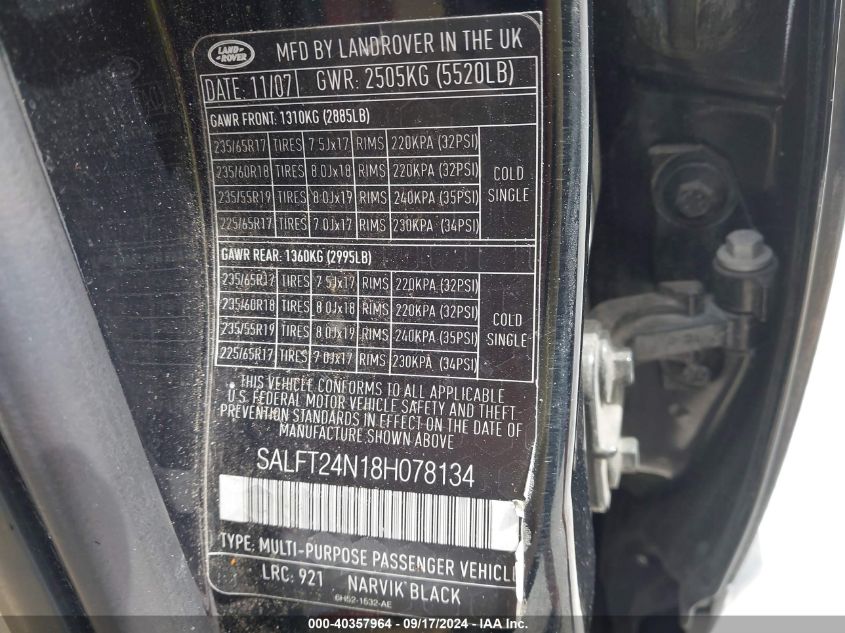 LAND ROVER
MFD BY LANDROVER IN THE UK
DATE: 11/07 GWR: 2505KG (5520LB)
GAWR FRONT: 1310KG (2885LB)
235/65R17 TIRES 7.5Jx17 RIMS 220KPA (32PSI)
235/60R18 TIRES 8.0Jx18 RIMS 220KPA (32PSI)
235/55R19 TIRES 8.0Jx19 RIMS 240KPA (35PSI)
225/65R17 TIRES 7.0Jx17 RIMS 230KPA (34PSI)
COLD
SINGLE
GAWR REAR: 1360KG (2995LB)
235/65R17 TIRES 7.5Jx17 RIMS 220KPA (32PSI)
235/60R18 TIRES 8.0Jx18 RIMS 220KPA (32PSI)
235/55R19 TIRES 8.0Jx19 RIMS 240KPA (35PSI)
225/65R17 TIRES 7.0Jx17 RIMS 230KPA (34PSI)
COLD
SINGLE
THIS VEHICLE CONFORMS TO ALL APPLICABLE
U.S. FEDERAL MOTOR VEHICLE SAFETY AND THEFT
PREVENTION STANDARDS IN EFFECT ON THE DATE OF
MANUFACTURE SHOWN ABOVE
SALFT24N18H078134
TYPE: MULTI-PURPOSE PASSENGER VEHICLE
LRC: 921 NARVIK BLACK
6H52-1532-AE
000-40357964 - 09/17/2024 - IAA Inc.